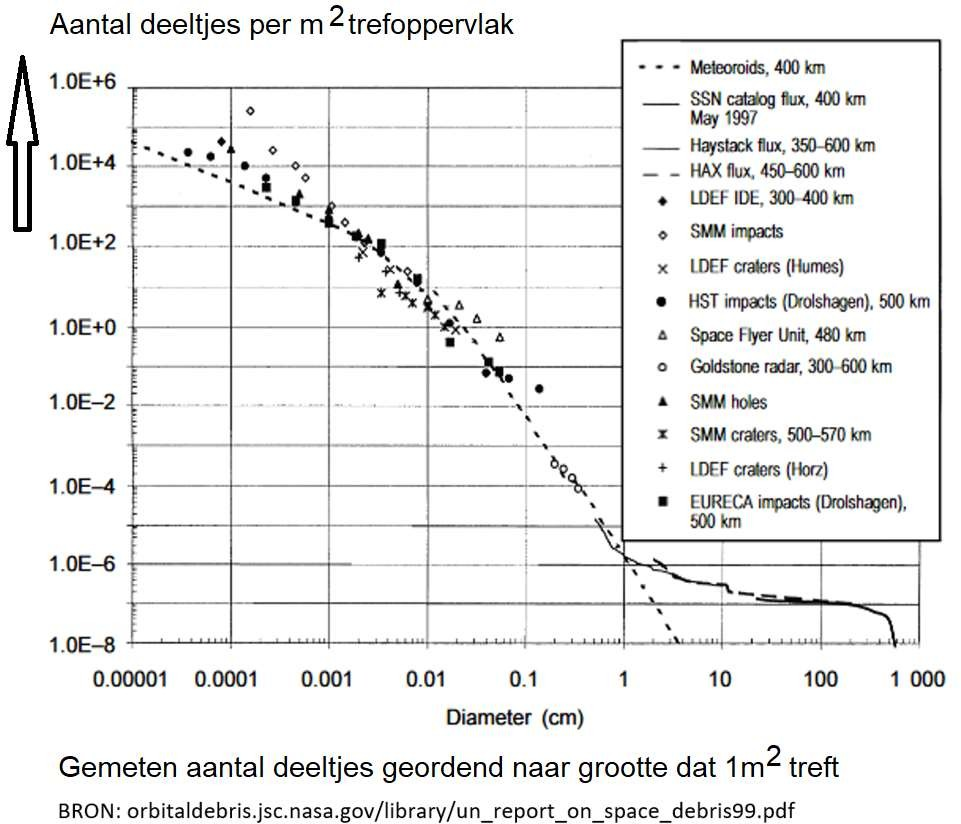 Aantal deeltjes per m 2 trefoppervlak
1.0E+6
1.0E+4
1.0E+2
1.0E+0
1.0E–2
1.0E–4
1.0E–6
1.0E–8
0.00001 0.0001 0.001 0.01 0.1 1 10 100 1 000
Diameter (cm)
Meteoroids, 400 km
SSN catalog flux, 400 km
May 1997
Haystack flux, 350–600 km
HAX flux, 450–600 km
LDEF IDE, 300–400 km
SMM impacts
LDEF craters (Humes)
HST impacts (Drolshagen), 500 km
Space Flyer Unit, 480 km
Goldstone radar, 300–600 km
SMM holes
SMM craters, 500–570 km
LDEF craters (Horz)
EURECA impacts (Drolshagen),
500 km
Gemeten aantal deeltjes geordend naar grootte dat 1m2 treft
BRON: orbitaldebris.jsc.nasa.gov/library/un_report_on_space_debris99.pdf